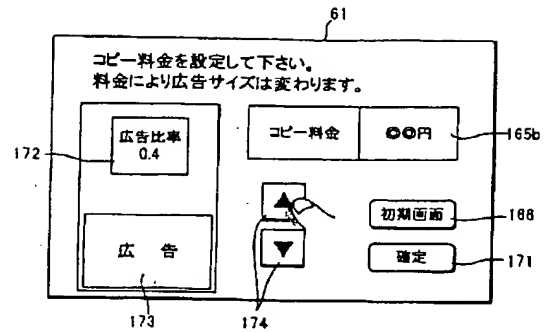 61
コピー料金を設定して下さい。
料金により広告サイズは変わります。
広告比率
0.4
コピー料金
◎◎円
165b
172
▲
初期画面
166
広 告
▼
確定
171
173
174